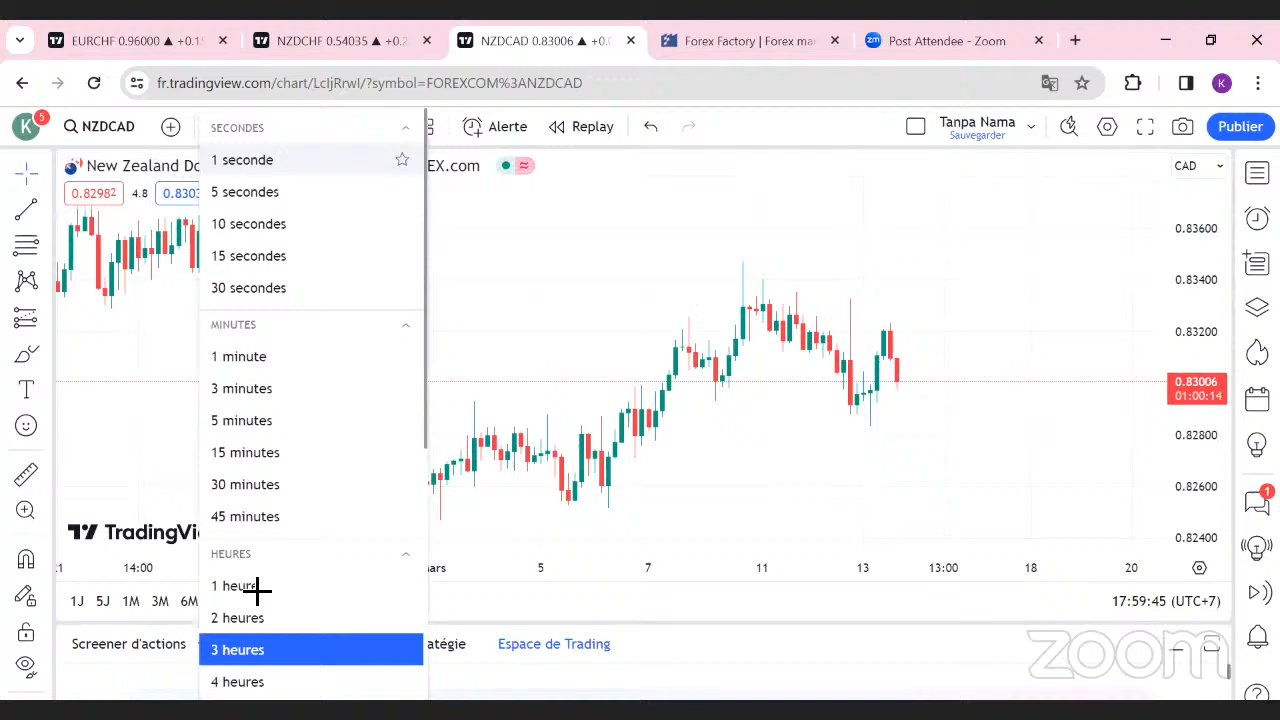 EURCHF 0.96000 ▲ +0.1
NZDCHF 0.54035 ▲ +0.2
NZDCAD 0.83006 ▲ +0.
Forex Factory | Forex ma
Post Attendee - Zoom
fr.tradingview.com/chart/LcIjRrwI/?symbol=FOREXCOM%3ANZDCAD
K
K
5
NZDCAD
Alerte
Replay
Tanpa Nama
Sauvegarder
Publier
New Zealand Do
EX.com
CAD
0.82982
4.8
0.8303
SECONDES
1 seconde
5 secondes
10 secondes
15 secondes
30 secondes
MINUTES
1 minute
3 minutes
5 minutes
15 minutes
30 minutes
45 minutes
HEURES
1 heure
2 heures
3 heures
4 heures
0.83600
0.83400
0.83200
0.83006
01:00:14
0.82800
0.82600
0.82400
1
TradingVi
14:00
mars
5
7
11
13
13:00
18
20
1J 5J 1M 3M 6M
17:59:45 (UTC+7)
Screener d'actions
atégie
Espace de Trading
zoom